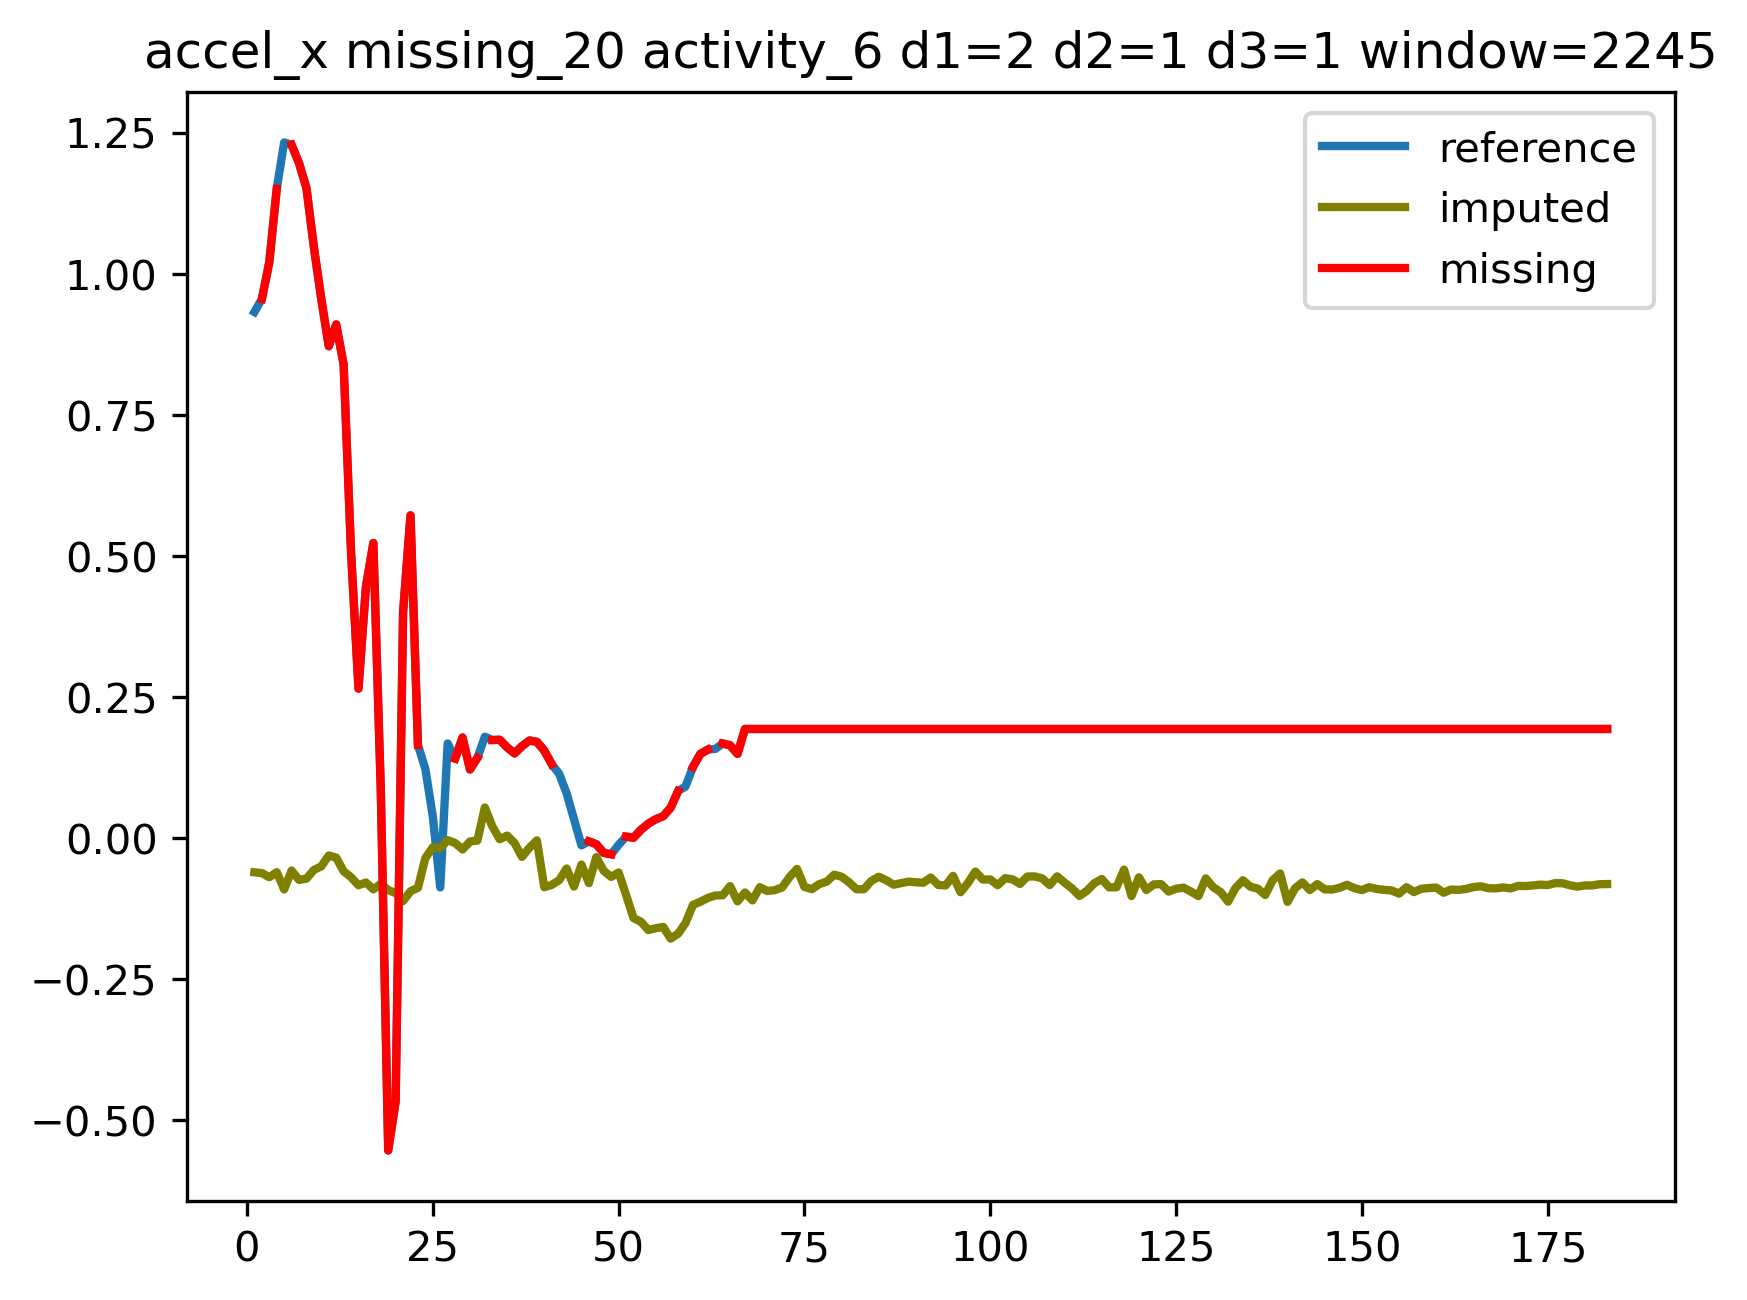 accel_x missing_20 activity_6 d1=2 d2=1 d3=1 window=2245
reference
imputed
missing
1.25
1.00
0.75
0.50
0.25
0.00
−0.25
−0.50
0 25 50 75 100 125 150 175